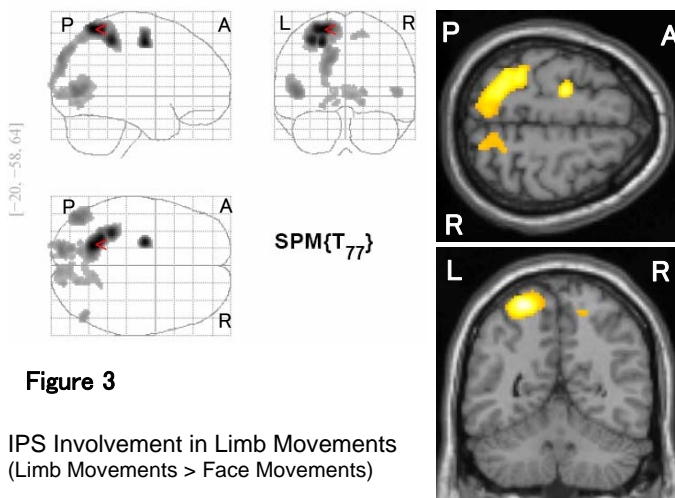 P A
L R
P A
[-20, -58, 64]
P A
R
SPM{T77}
R
L R
Figure 3
IPS Involvement in Limb Movements
(Limb Movements > Face Movements)